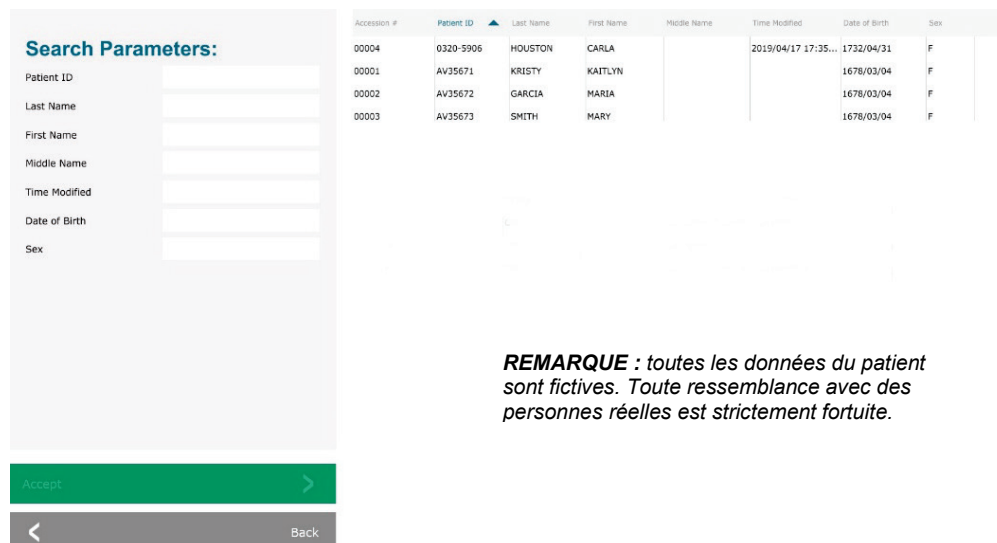 Search Parameters:
Patient ID
Last Name
First Name
Middle Name
Time Modified
Date of Birth
Sex
Accept
Back
Accession # Patient ID Last Name First Name Middle Name Time Modified Date of Birth Sex
00004 0320-5906 HOUSTON CARLA 2019/04/17 17:35... 1732/04/31 F
00001 AV35671 KRISTY KAITLYN 1678/03/04 F
00002 AV35672 GARCIA MARIA 1678/03/04 F
00003 AV35673 SMITH MARY 1678/03/04 F
REMARQUE : toutes les données du patient
sont fictives. Toute ressemblance avec des
personnes réelles est strictement fortuite.